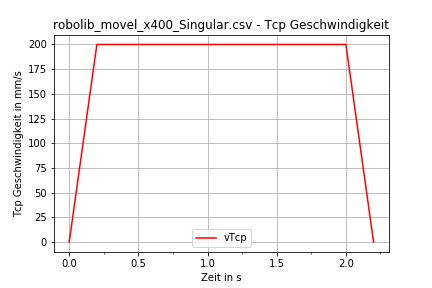 robolib_movel_x400_Singular.csv - Tcp Geschwindigkeit
Tcp Geschwindigkeit in mm/s
200
175
150
125
100
75
50
25
0
vTcp
0.0 0.5 1.0 1.5 2.0
Zeit in s